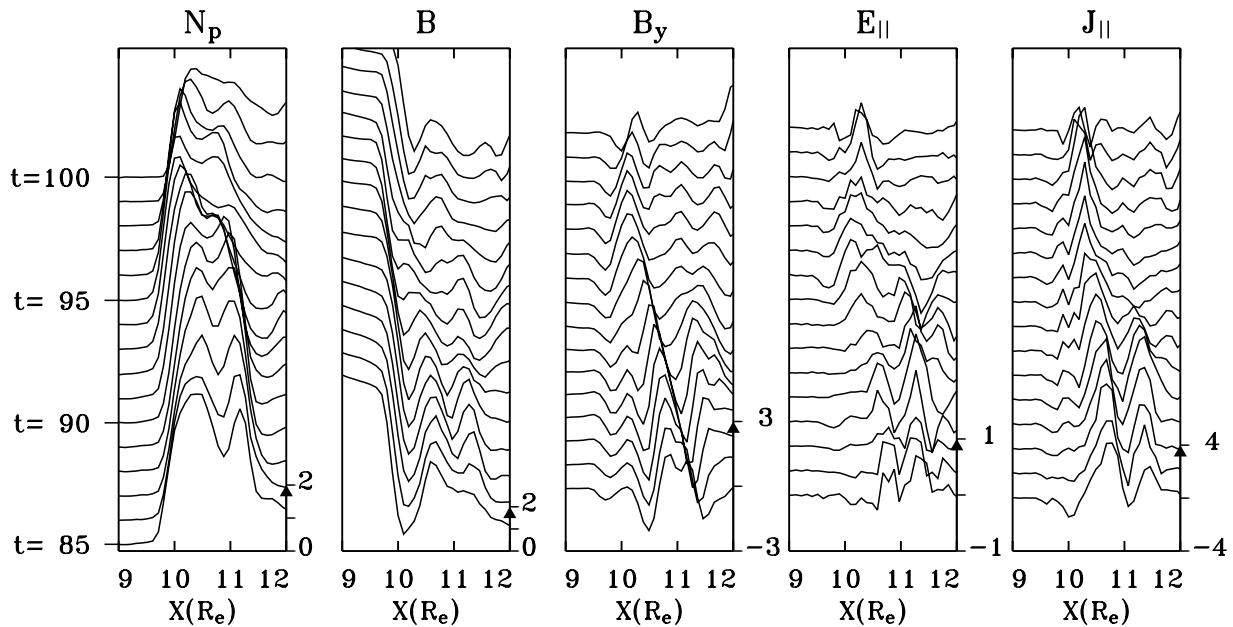 N_p B B_y E_|| J_||
t=100
t= 95
t= 90
t= 85
2
0
2
0
3
-3
1
-1
4
-4
9 10 11 12 9 10 11 12 9 10 11 12 9 10 11 12 9 10 11 12
X(R_e) X(R_e) X(R_e) X(R_e) X(R_e)